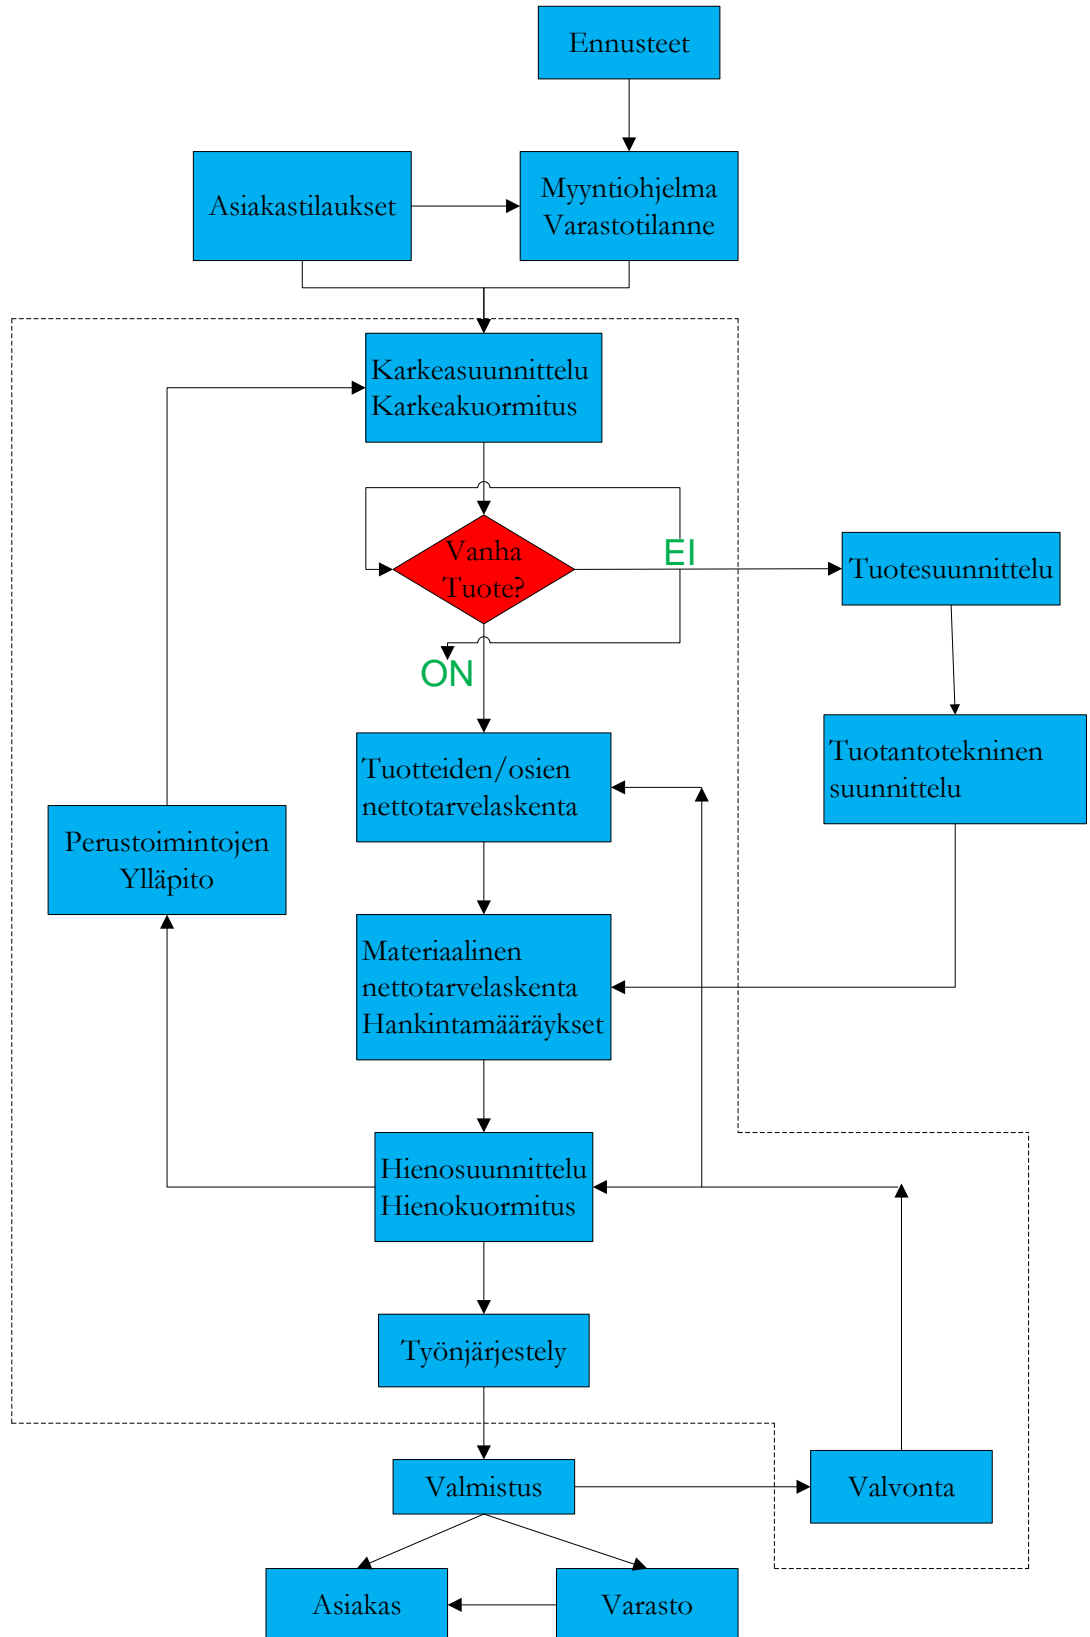 Ennusteet
Asiakastilaukset
Myyntiohjelma
Varastotilanne
Karkeasuunnittelu
Karkeakuormitus
Vanha
Tuote?
EI
Tuotesuunnittelu
ON
Tuotantotekninen
suunnittelu
Tuotteiden/osien
nettotarvelaskenta
Perustoimintojen
Ylläpito
Materiaalinen
nettotarvelaskenta
Hankintamääräykset
Hienosuunnittelu
Hienokuormitus
Työnjärjestely
Valmistus
Valvonta
Asiakas
Varasto